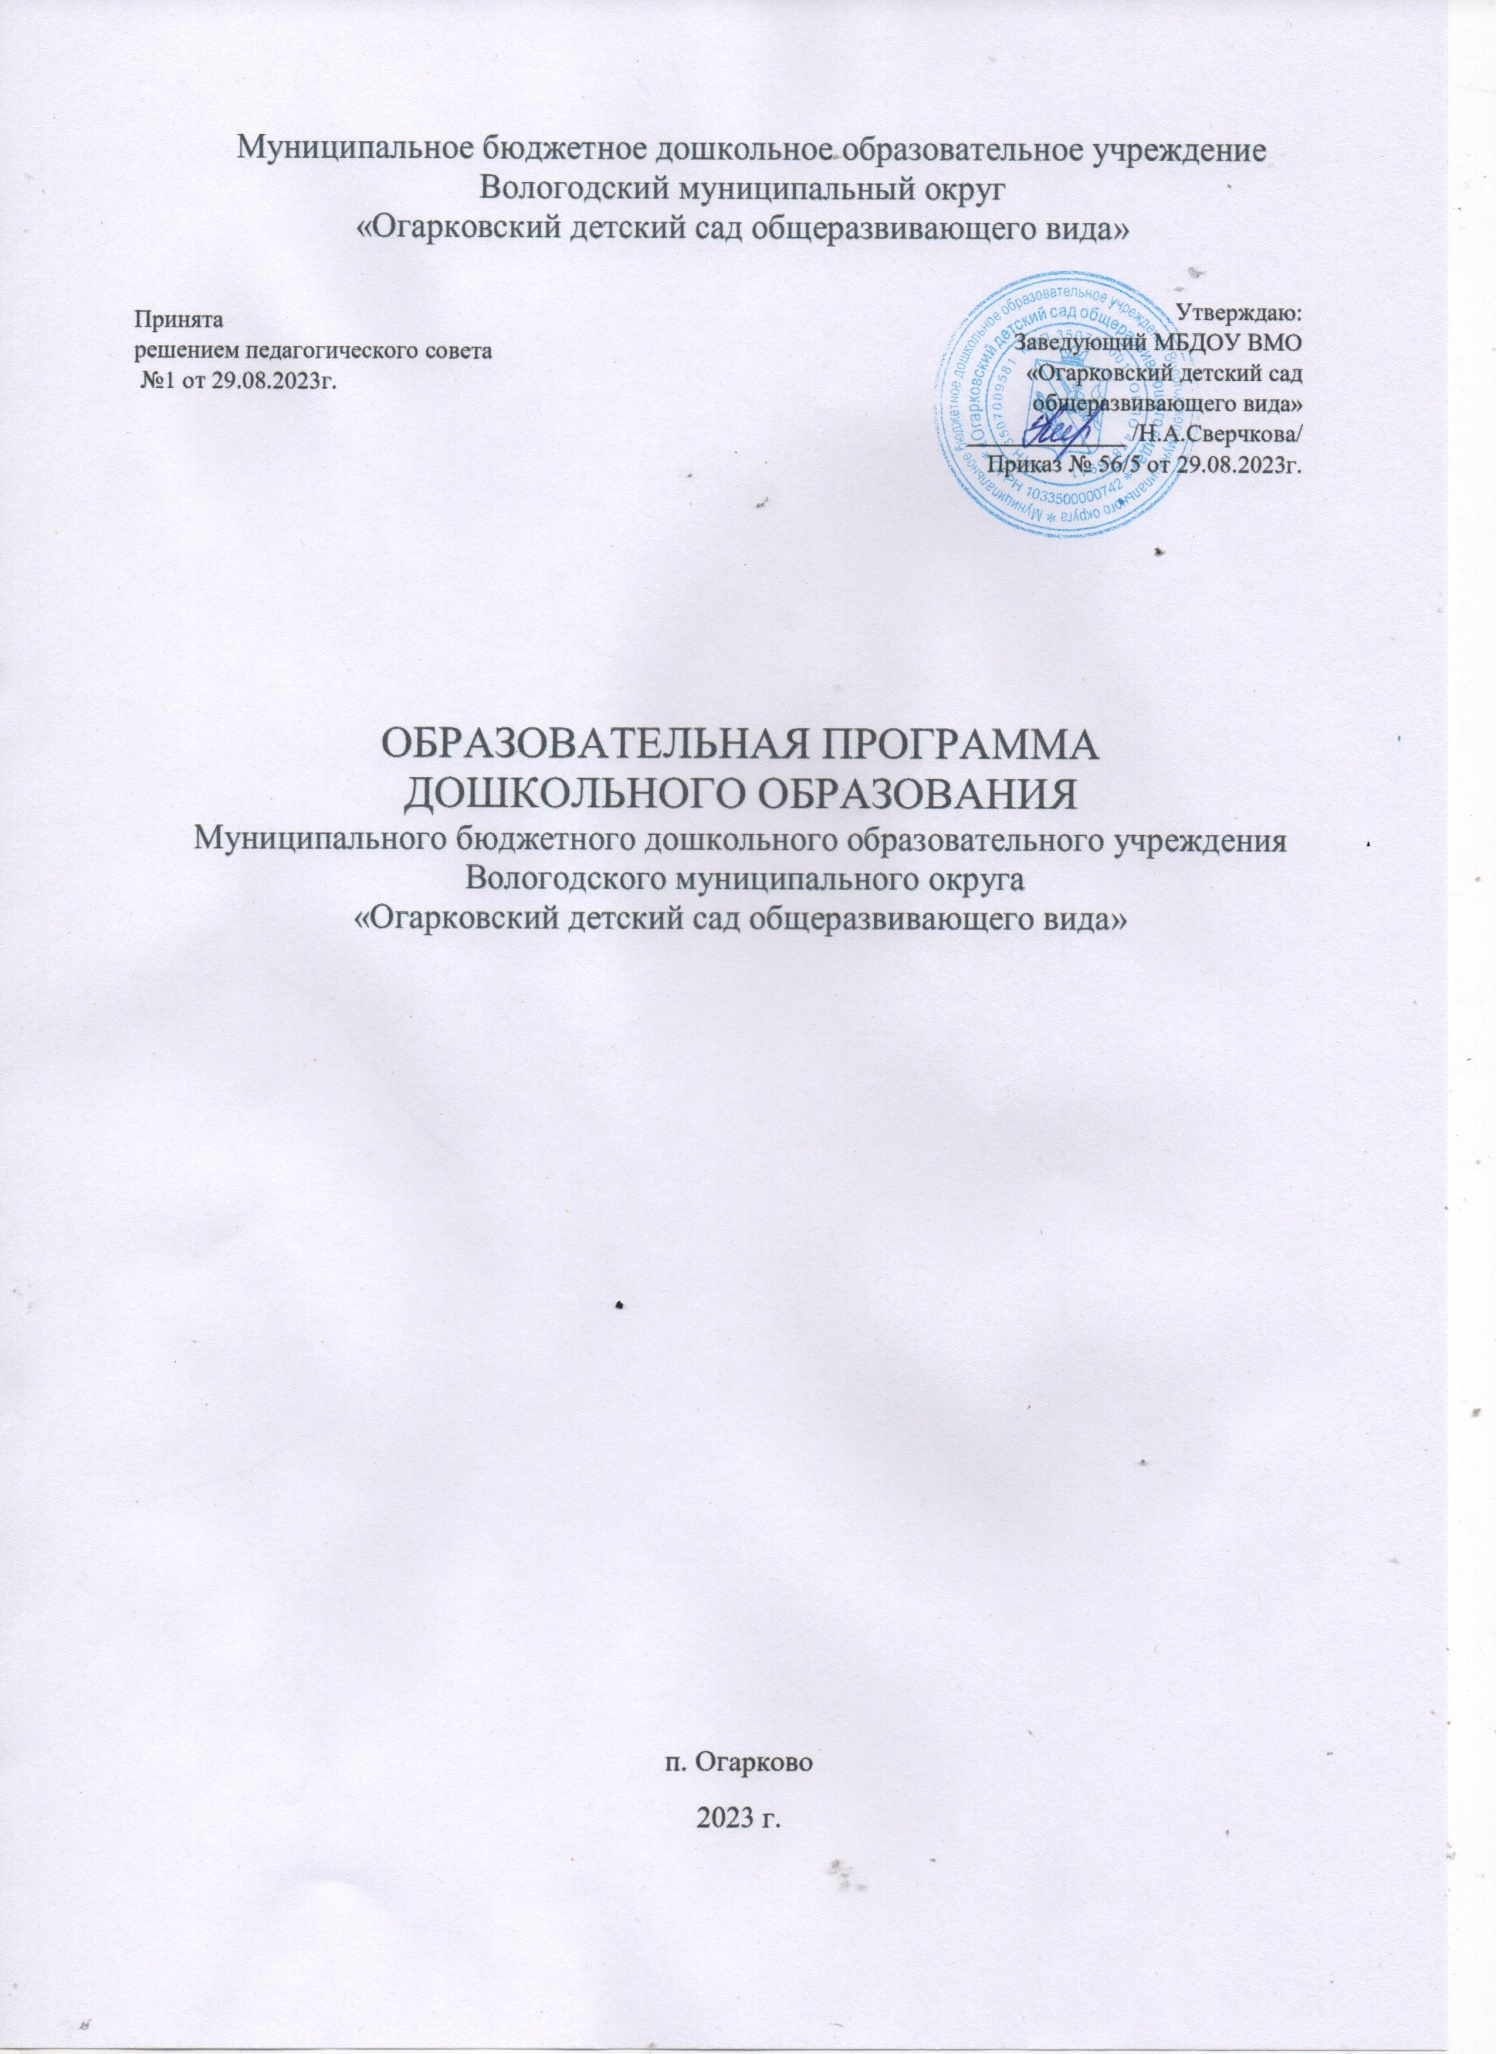 Муниципальное бюджетное дошкольное образовательное учреждение
Вологодский муниципальный округ
«Огарковский детский сад общеразвивающего вида»
Принята
решением педагогического совета
№1 от 29.08.2023г.
Утверждаю:
Заведующий МБДОУ ВМО
«Огарковский детский сад
общеразвивающего вида»
/Н.А.Сверчкова/
Приказ № 56/5 от 29.08.2023г.
ОБРАЗОВАТЕЛЬНАЯ ПРОГРАММА
ДОШКОЛЬНОГО ОБРАЗОВАНИЯ
Муниципального бюджетного дошкольного образовательного учреждения
Вологодского муниципального округа
«Огарковский детский сад общеразвивающего вида»
п. Огарково
2023 г.